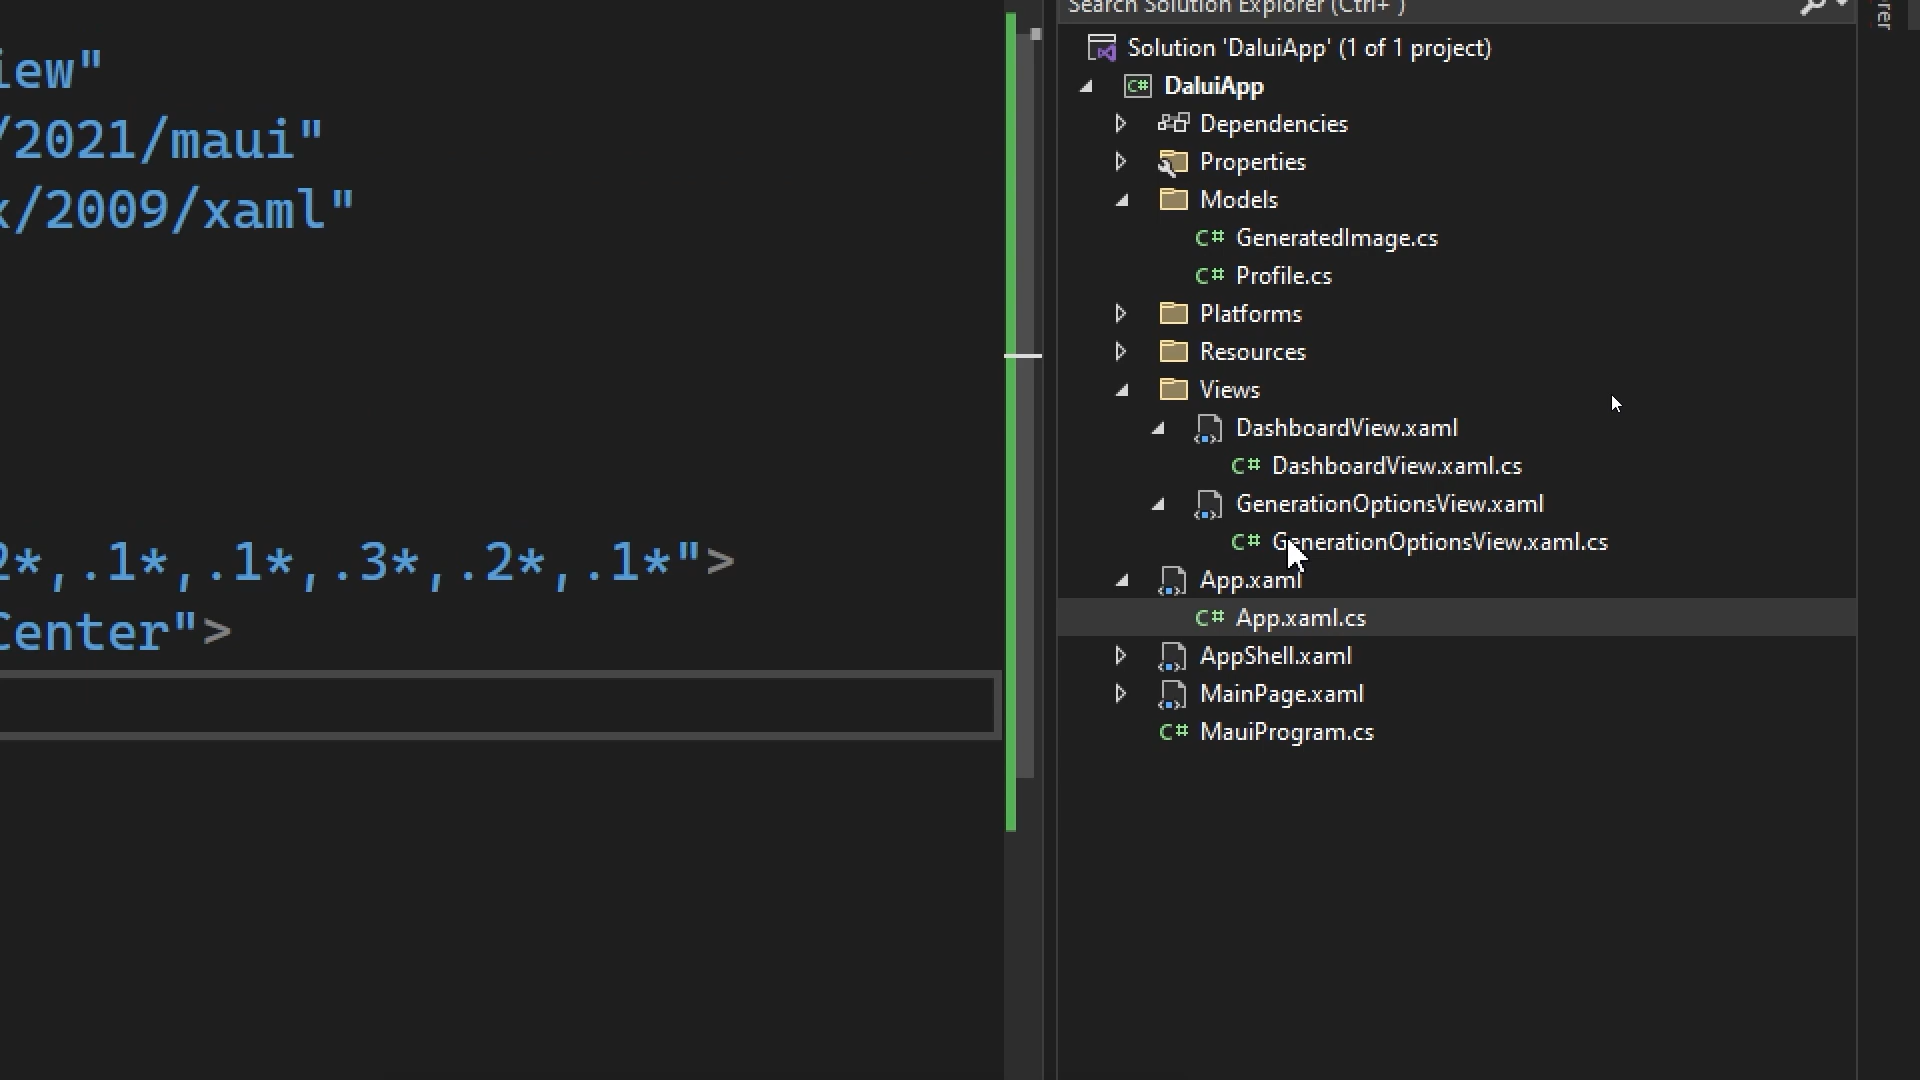 iew"
/2021/maui"
x/2009/xaml"
2*,.1*,.1*,.3*,.2*,.1*">
Center">
Search Solution Explorer (Ctrl+ )
Solution 'DaluiApp' (1 of 1 project)
C# DaluiApp
Dependencies
Properties
Models
C# GeneratedImage.cs
C# Profile.cs
Platforms
Resources
Views
DashboardView.xaml
C# DashboardView.xaml.cs
GenerationOptionsView.xaml
C# GenerationOptionsView.xaml.cs
App.xaml
C# App.xaml.cs
AppShell.xaml
MainPage.xaml
C# MauiProgram.cs
rer